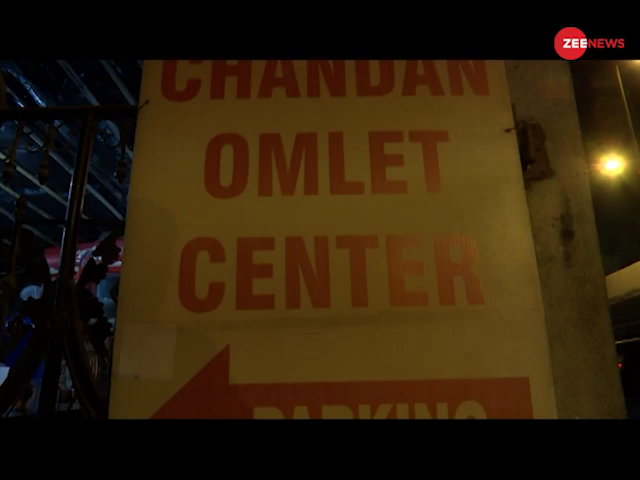 ZEENEWS
CHANDAN
OMLET
CENTER
PARKING